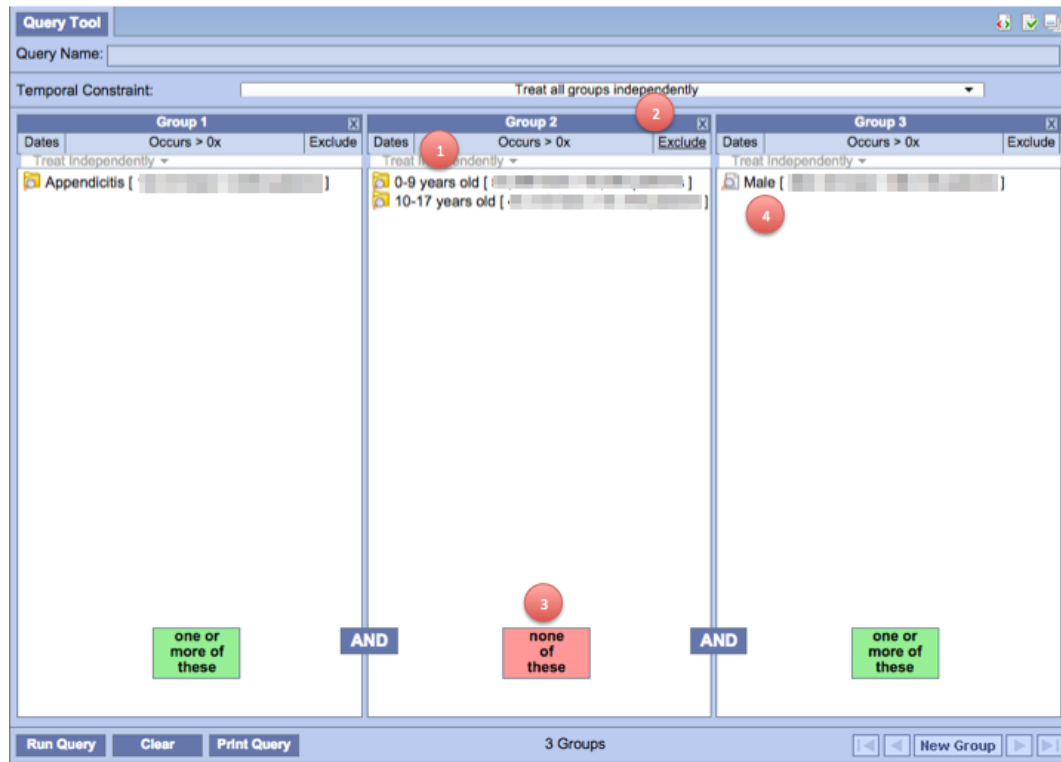 Query Tool
Query Name:
Temporal Constraint: Treat all groups independently
Group 1
Dates Occurs > 0x Exclude
Treat Independently
Appendicitis [ ]
one or
more of
these
AND
Group 2 2
Dates 1 Occurs > 0x Exclude
Treat Independently
0-9 years old [ ]
10-17 years old [ ]
3
none
of
these
AND
Group 3
Dates Occurs > 0x Exclude
Treat Independently
Male [ ]
4
one or
more of
these
Run Query Clear Print Query 3 Groups New Group